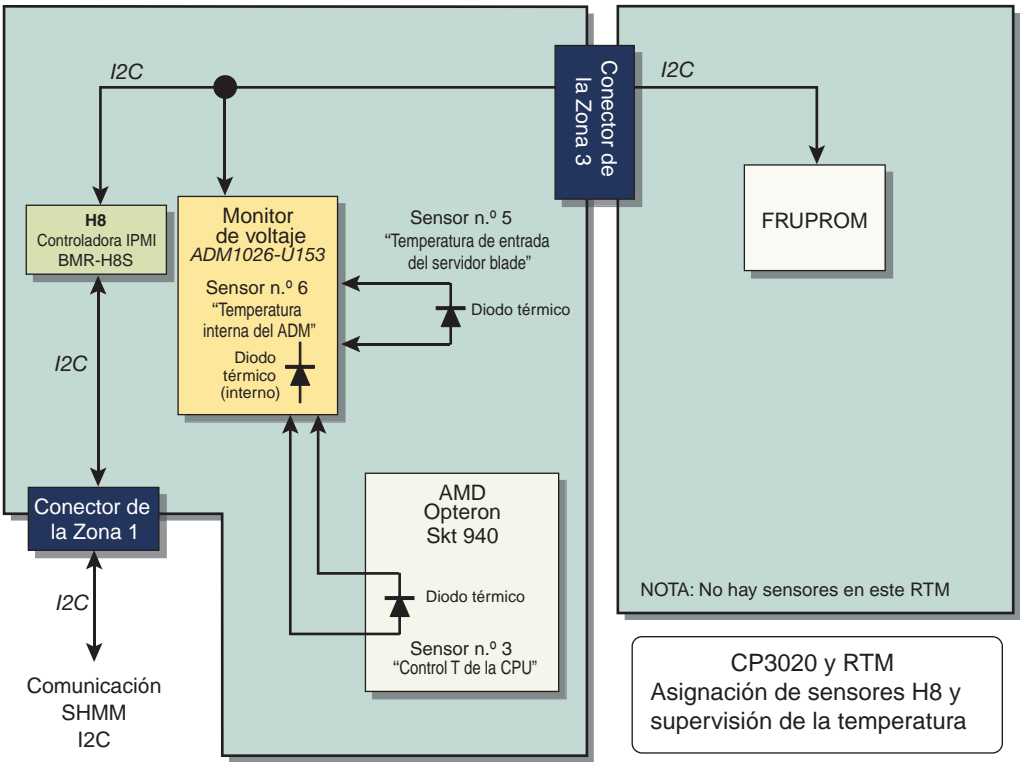 I2C
Conector de
la Zona 3
I2C
H8
Controladora IPMI
BMR-H8S
Monitor
de voltaje
ADM1026-U153
Sensor n.º 6
“Temperatura
interna del ADM”
Diodo
térmico
(interno)
Sensor n.º 5
“Temperatura de entrada
del servidor blade”
Diodo térmico
FRUPROM
I2C
Conector de
la Zona 1
AMD
Opteron
Skt 940
Diodo térmico
Sensor n.º 3
“Control T de la CPU”
NOTA: No hay sensores en este RTM
I2C
Comunicación
SHMM
I2C
CP3020 y RTM
Asignación de sensores H8 y
supervisión de la temperatura